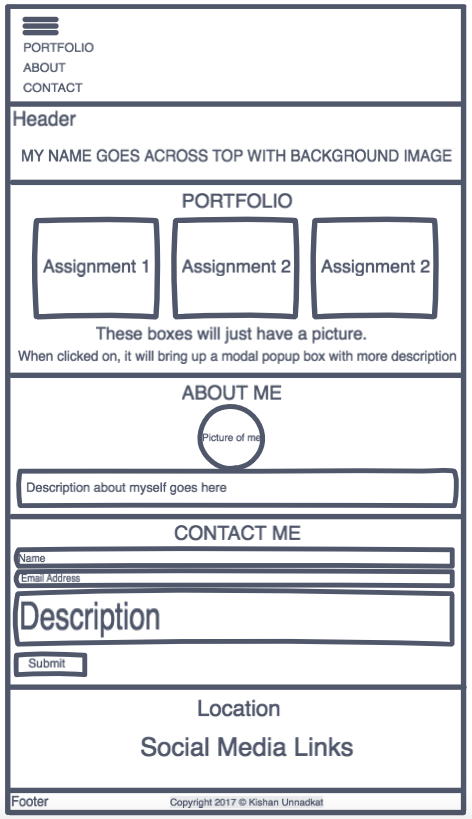 PORTFOLIO
ABOUT
CONTACT
Header
MY NAME GOES ACROSS TOP WITH BACKGROUND IMAGE
PORTFOLIO
Assignment 1
Assignment 2
Assignment 2
These boxes will just have a picture.
When clicked on, it will bring up a modal popup box with more description
ABOUT ME
Picture of me
Description about myself goes here
CONTACT ME
Name
Email Address
Description
Submit
Location
Social Media Links
Footer
Copyright 2017 © Kishan Unnadkat